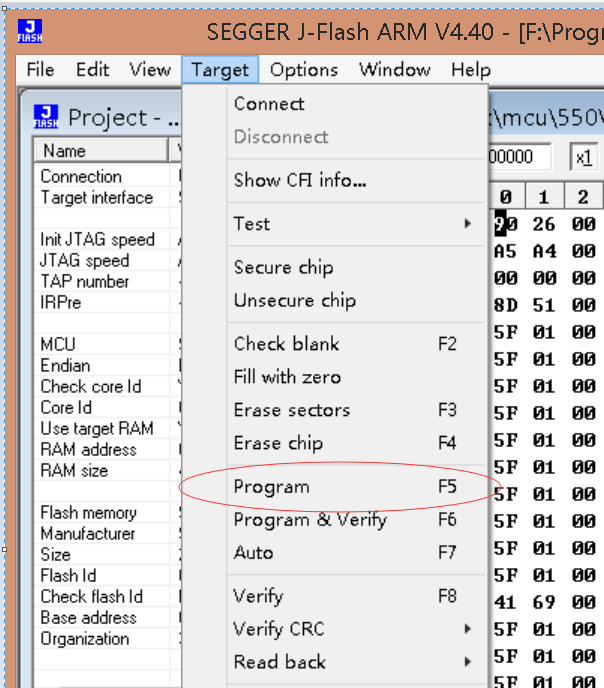 J
FLASH
SEGGER J-Flash ARM V4.40 - [F:\Progr
File Edit View Target Options Window Help
J
FLASH
Project - ...
:\mcu\550\
Name
00000
x1
Connection
Target interface
Init JTAG speed
JTAG speed
TAP number
IRPre
MCU
Endian
Check core Id
Core Id
Use target RAM
RAM address
RAM size
Flash memory
Manufacturer
Size
Flash Id
Check flash Id
Base address
Organization
Connect
Disconnect
Show CFI info...
Test
Secure chip
Unsecure chip
Check blank F2
Fill with zero
Erase sectors F3
Erase chip F4
Program F5
Program & Verify F6
Auto F7
Verify F8
Verify CRC
Read back
0 1 2
90 26 00
A5 A4 00
00 00 00
8D 51 00
5F 01 00
5F 01 00
5F 01 00
5F 01 00
5F 01 00
5F 01 00
5F 01 00
5F 01 00
5F 01 00
5F 01 00
41 69 00
5F 01 00
5F 01 00
5F 01 00